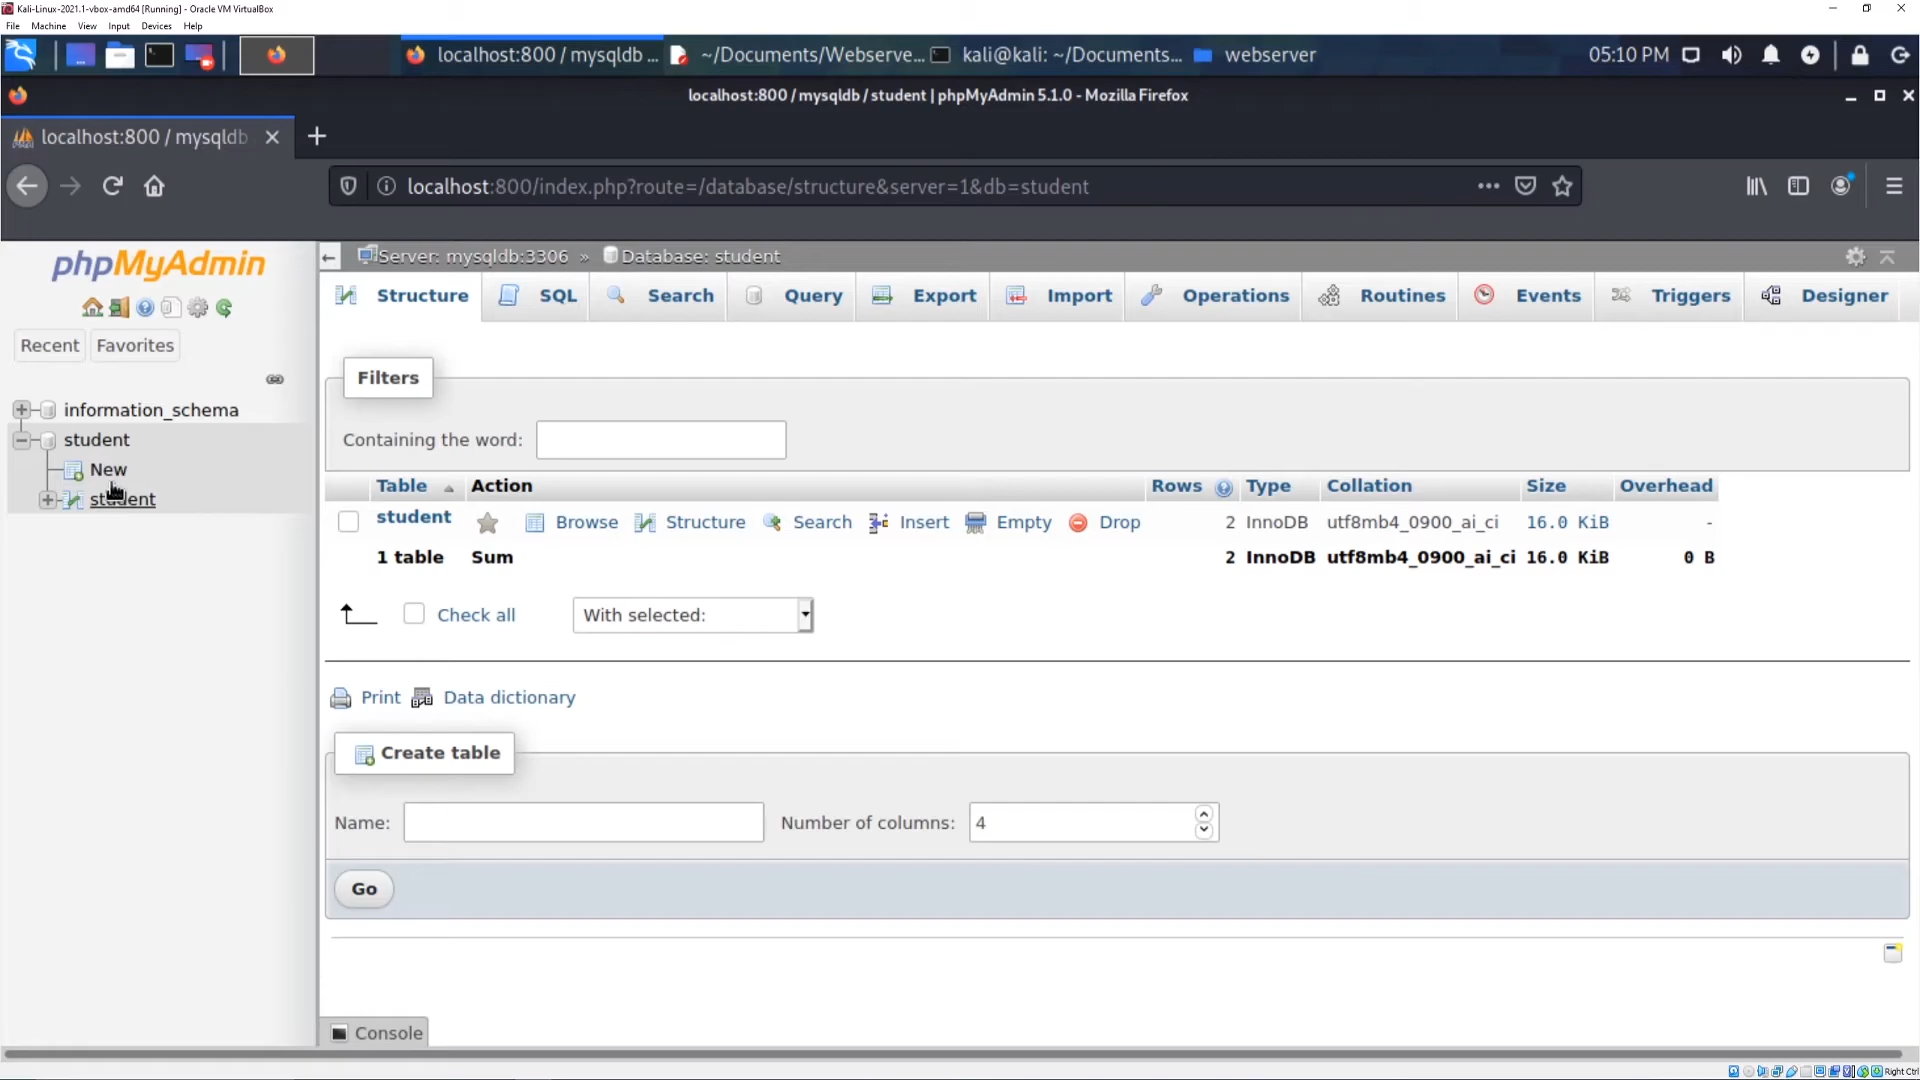 Kali-Linux-2021.1-vbox-amd64 [Running] - Oracle VM VirtualBox
File Machine View Input Devices Help
localhost:800 / mysqldb ... ~/Documents/Webserve... kali@kali: ~/Documents... webserver 05:10 PM
localhost:800 / mysqldb / student | phpMyAdmin 5.1.0 - Mozilla Firefox
localhost:800 / mysqldb
localhost:800/index.php?route=/database/structure&server=1&db=student
phpMyAdmin
Recent Favorites
information_schema
student
New
student
Server: mysqldb:3306 » Database: student
Structure SQL Search Query Export Import Operations Routines Events Triggers Designer
Filters
Containing the word:
Table Action Rows Type Collation Size Overhead
student Browse Structure Search Insert Empty Drop 2 InnoDB utf8mb4_0900_ai_ci 16.0 KiB -
1 table Sum 2 InnoDB utf8mb4_0900_ai_ci 16.0 KiB 0 B
Check all With selected:
Print Data dictionary
Create table
Name: Number of columns: 4
Go
Console
Right Ctrl